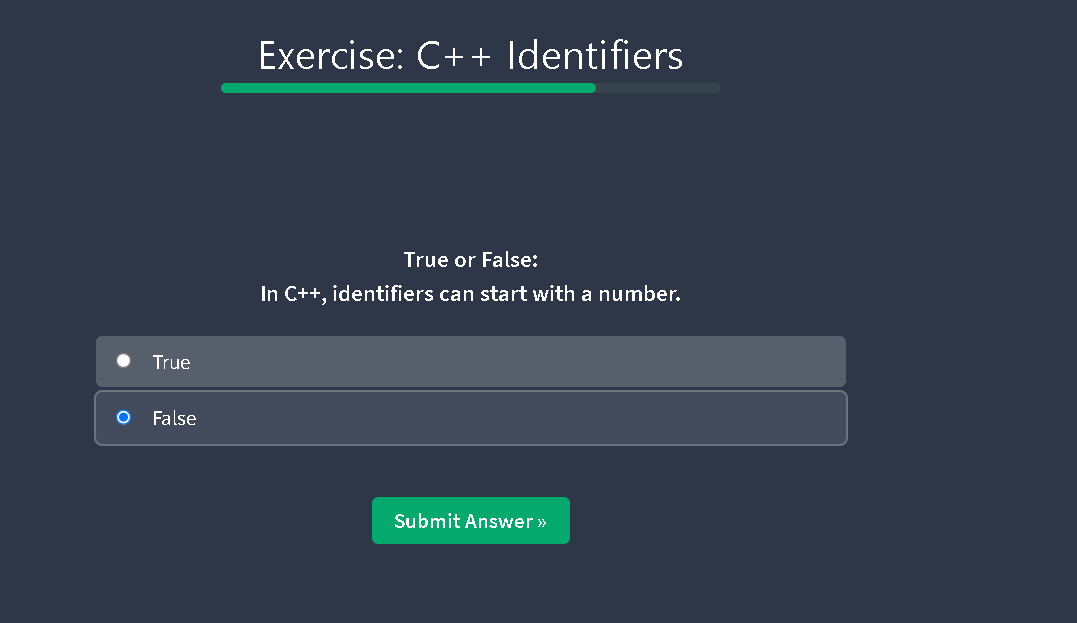 Exercise: C++ Identifiers
True or False:
In C++, identifiers can start with a number.
True
False
Submit Answer »